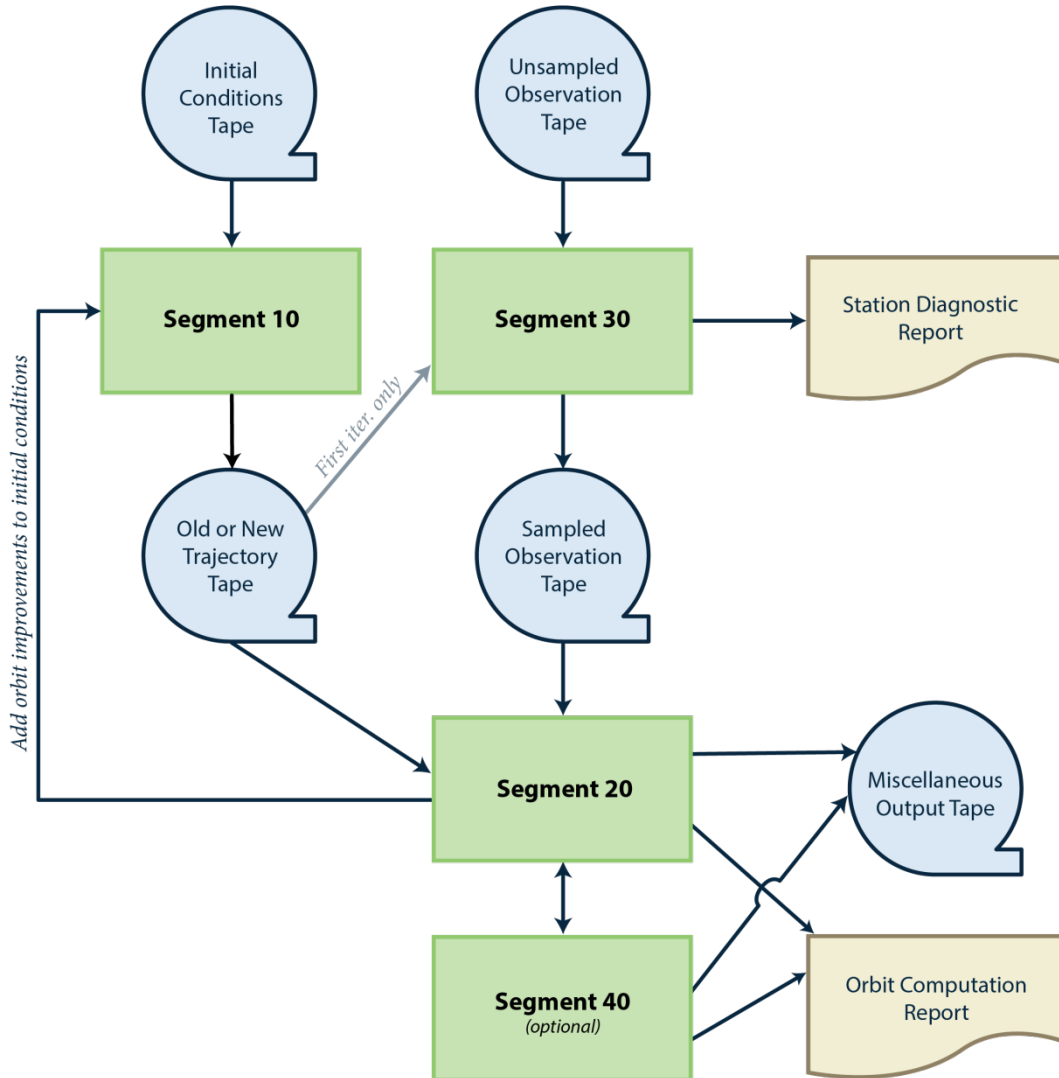 Initial
Conditions
Tape
Unsampled
Observation
Tape
Segment 10
Segment 30
Station Diagnostic
Report
Add orbit improvements to initial conditions
First iter. only
Old or New
Trajectory
Tape
Sampled
Observation
Tape
Segment 20
Miscellaneous
Output Tape
Segment 40
(optional)
Orbit Computation
Report